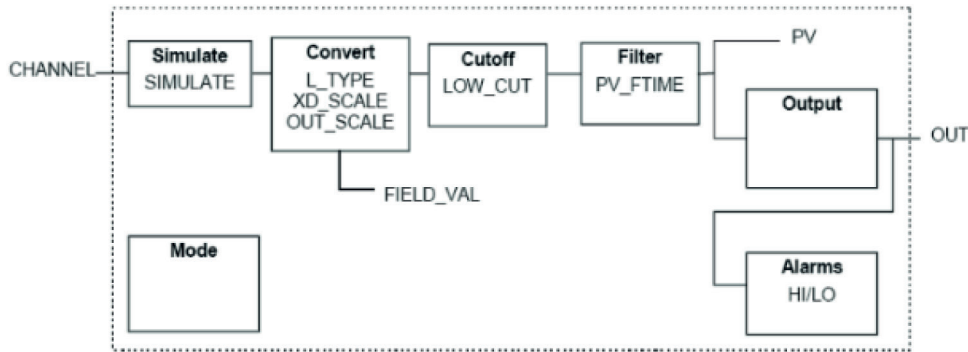 CHANNEL
Simulate
SIMULATE
Convert
L_TYPE
XD_SCALE
OUT_SCALE
Cutoff
LOW_CUT
Filter
PV_FTIME
PV
Output
OUT
FIELD_VAL
Mode
Alarms
HI/LO